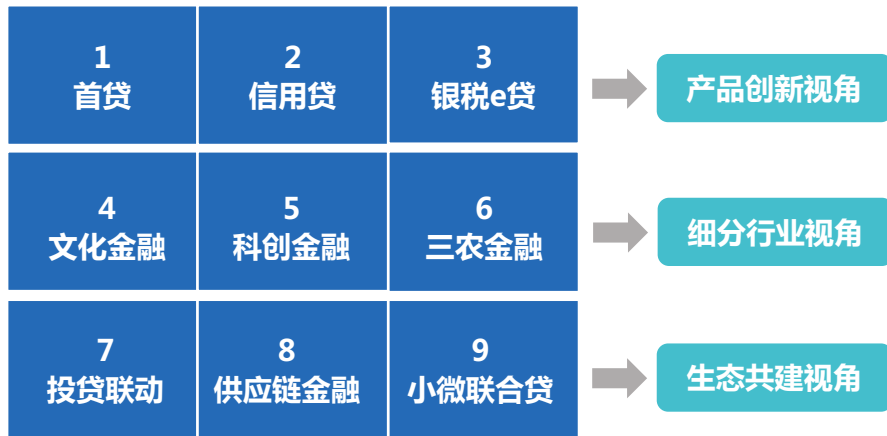 1
首贷
2
信用贷
3
银税e贷
产品创新视角
4
文化金融
5
科创金融
6
三农金融
细分行业视角
7
投贷联动
8
供应链金融
9
小微联合贷
生态共建视角